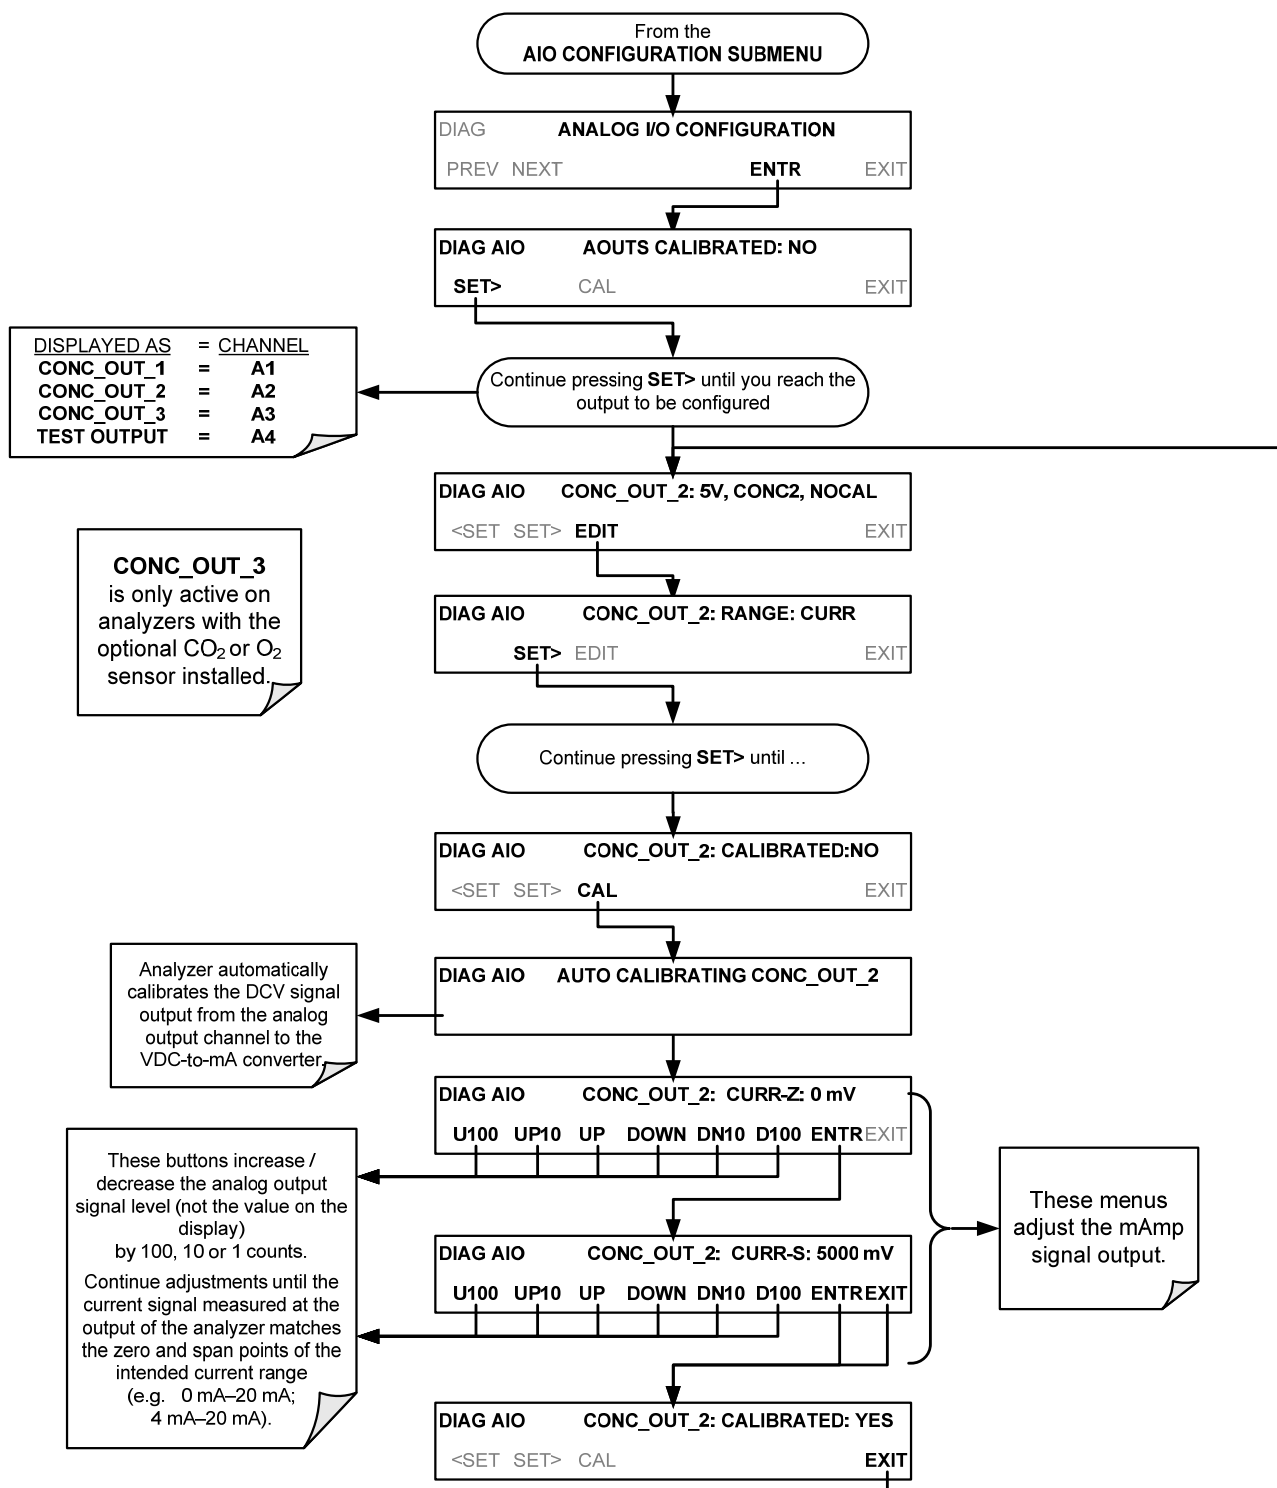 From the
AIO CONFIGURATION SUBMENU
DIAG ANALOG I/O CONFIGURATION
PREV NEXT ENTR EXIT
DIAG AIO AOUTS CALIBRATED: NO
SET> CAL EXIT
DISPLAYED AS = CHANNEL
CONC_OUT_1 = A1
CONC_OUT_2 = A2
CONC_OUT_3 = A3
TEST OUTPUT = A4
Continue pressing SET> until you reach the
output to be configured
DIAG AIO CONC_OUT_2: 5V, CONC2, NOCAL
<SET SET> EDIT EXIT
CONC_OUT_3
is only active on
analyzers with the
optional CO2 or O2
sensor installed.
DIAG AIO CONC_OUT_2: RANGE: CURR
SET> EDIT EXIT
Continue pressing SET> until ...
DIAG AIO CONC_OUT_2: CALIBRATED:NO
<SET SET> CAL EXIT
Analyzer automatically
calibrates the DCV signal
output from the analog
output channel to the
VDC-to-mA converter.
DIAG AIO AUTO CALIBRATING CONC_OUT_2
DIAG AIO CONC_OUT_2: CURR-Z: 0 mV
U100 UP10 UP DOWN DN10 D100 ENTR EXIT
These buttons increase /
decrease the analog output
signal level (not the value on the
display)
by 100, 10 or 1 counts.
Continue adjustments until the
current signal measured at the
output of the analyzer matches
the zero and span points of the
intended current range
(e.g. 0 mA–20 mA;
4 mA–20 mA).
These menus
adjust the mAmp
signal output.
DIAG AIO CONC_OUT_2: CURR-S: 5000 mV
U100 UP10 UP DOWN DN10 D100 ENTR EXIT
DIAG AIO CONC_OUT_2: CALIBRATED: YES
<SET SET> CAL EXIT